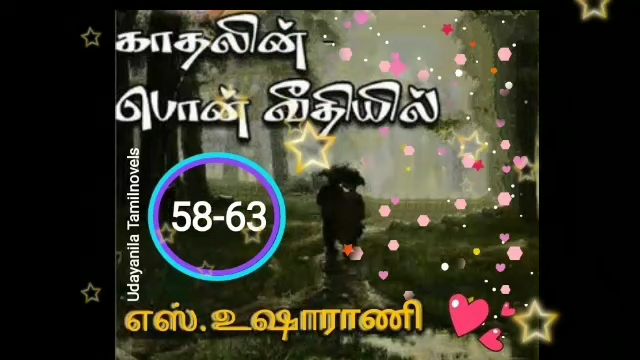 காதலின் -
பொன் வீதியில்
Udayanila Tamilnovels
58-63
எஸ்.உஷாராணி